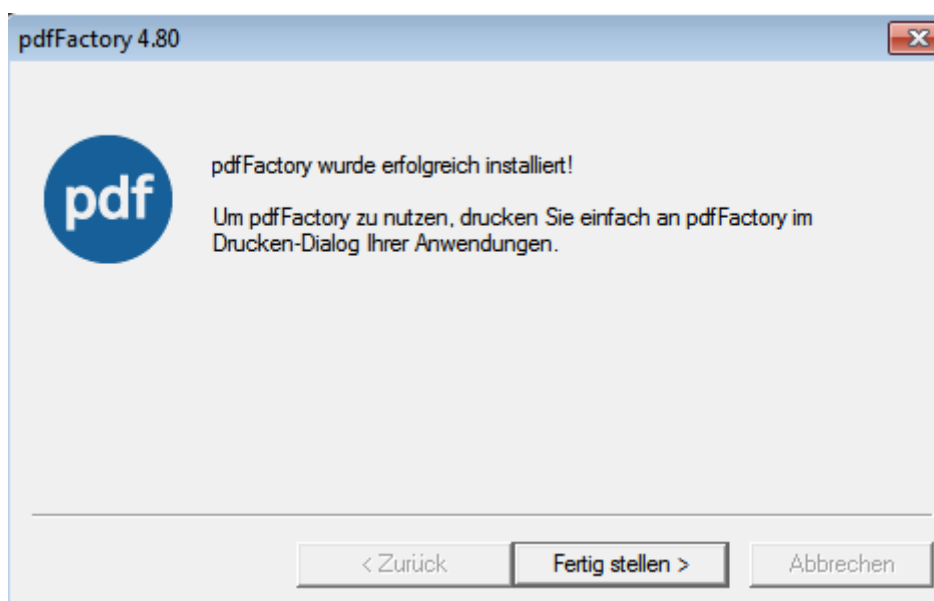 pdfFactory 4.80
pdf
pdfFactory wurde erfolgreich installiert!
Um pdfFactory zu nutzen, drucken Sie einfach an pdfFactory im
Drucken-Dialog Ihrer Anwendungen.
< Zurück
Fertig stellen >
Abbrechen